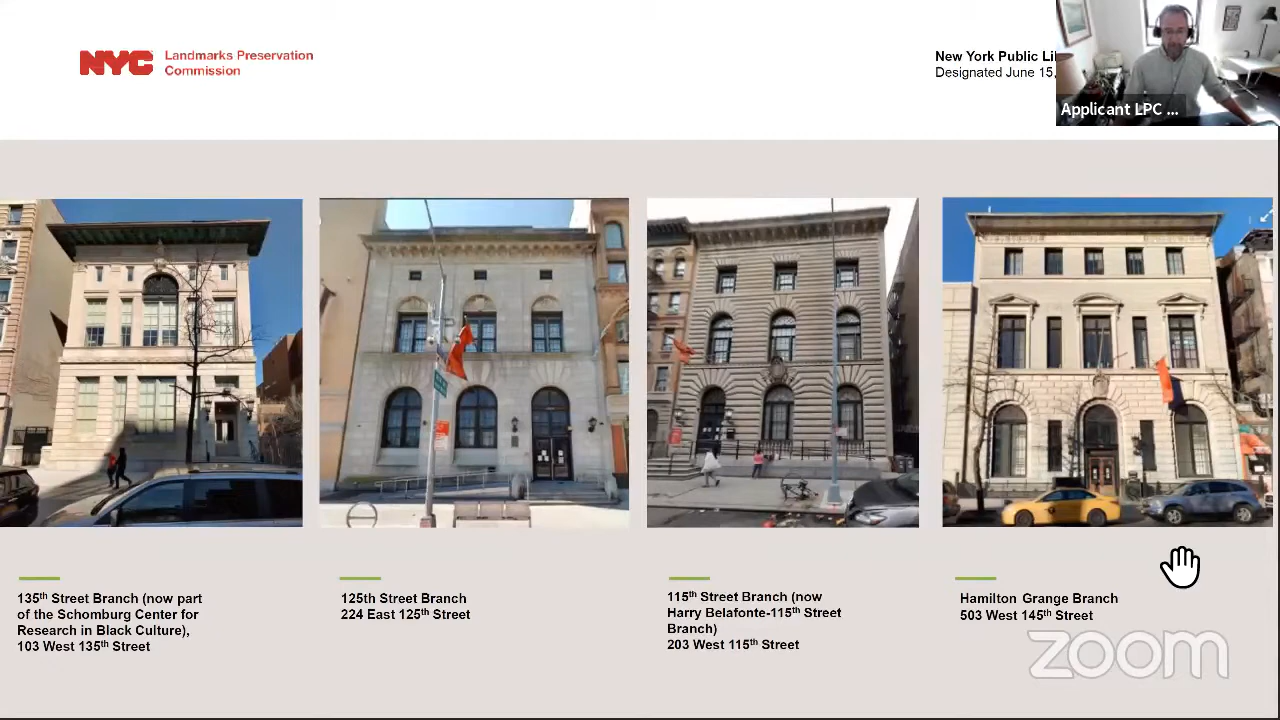 NYC
Landmarks Preservation
Commission
New York Public
Designated June 15,
Applicant LPC ...
135th Street Branch (now part
of the Schomburg Center for
Research in Black Culture),
103 West 135th Street
125th Street Branch
224 East 125th Street
115th Street Branch (now
Harry Belafonte-115th Street
Branch)
203 West 115th Street
Hamilton Grange Branch
503 West 145th Street
zoom